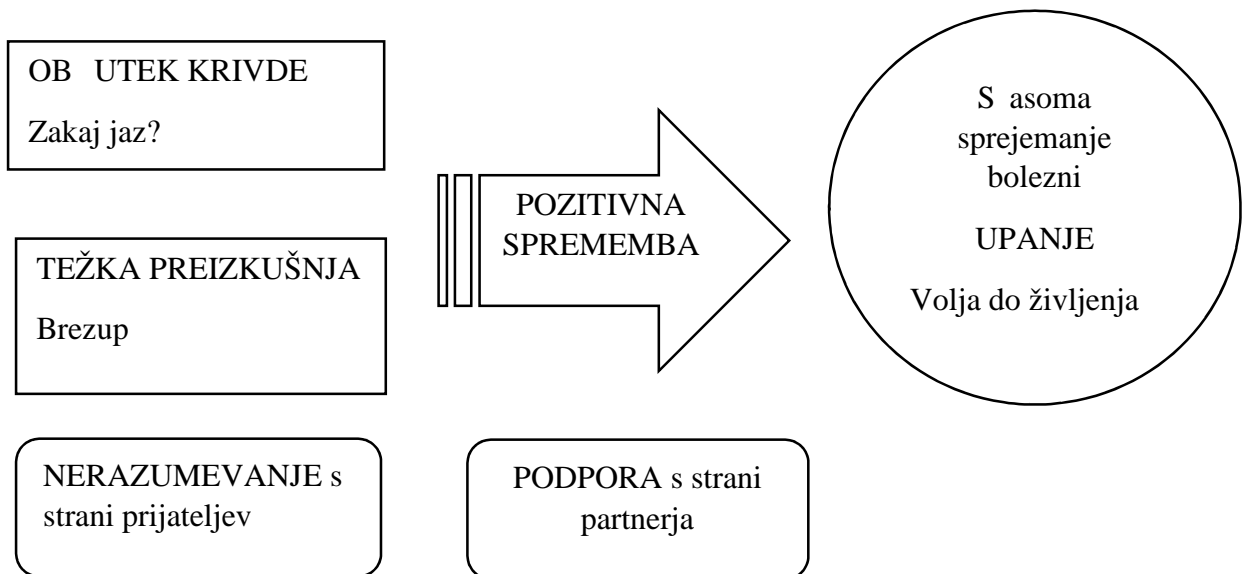 OB UTEK KRIVDE
Zakaj jaz?
TEŽKA PREIZKUŠNJA
Brezup
NERAZUMEVANJE s
strani prijateljev
POZITIVNA
SPREMEMBA
PODPORA s strani
partnerja
S asoma
sprejemanje
bolezni
UPANJE
Volja do življenja